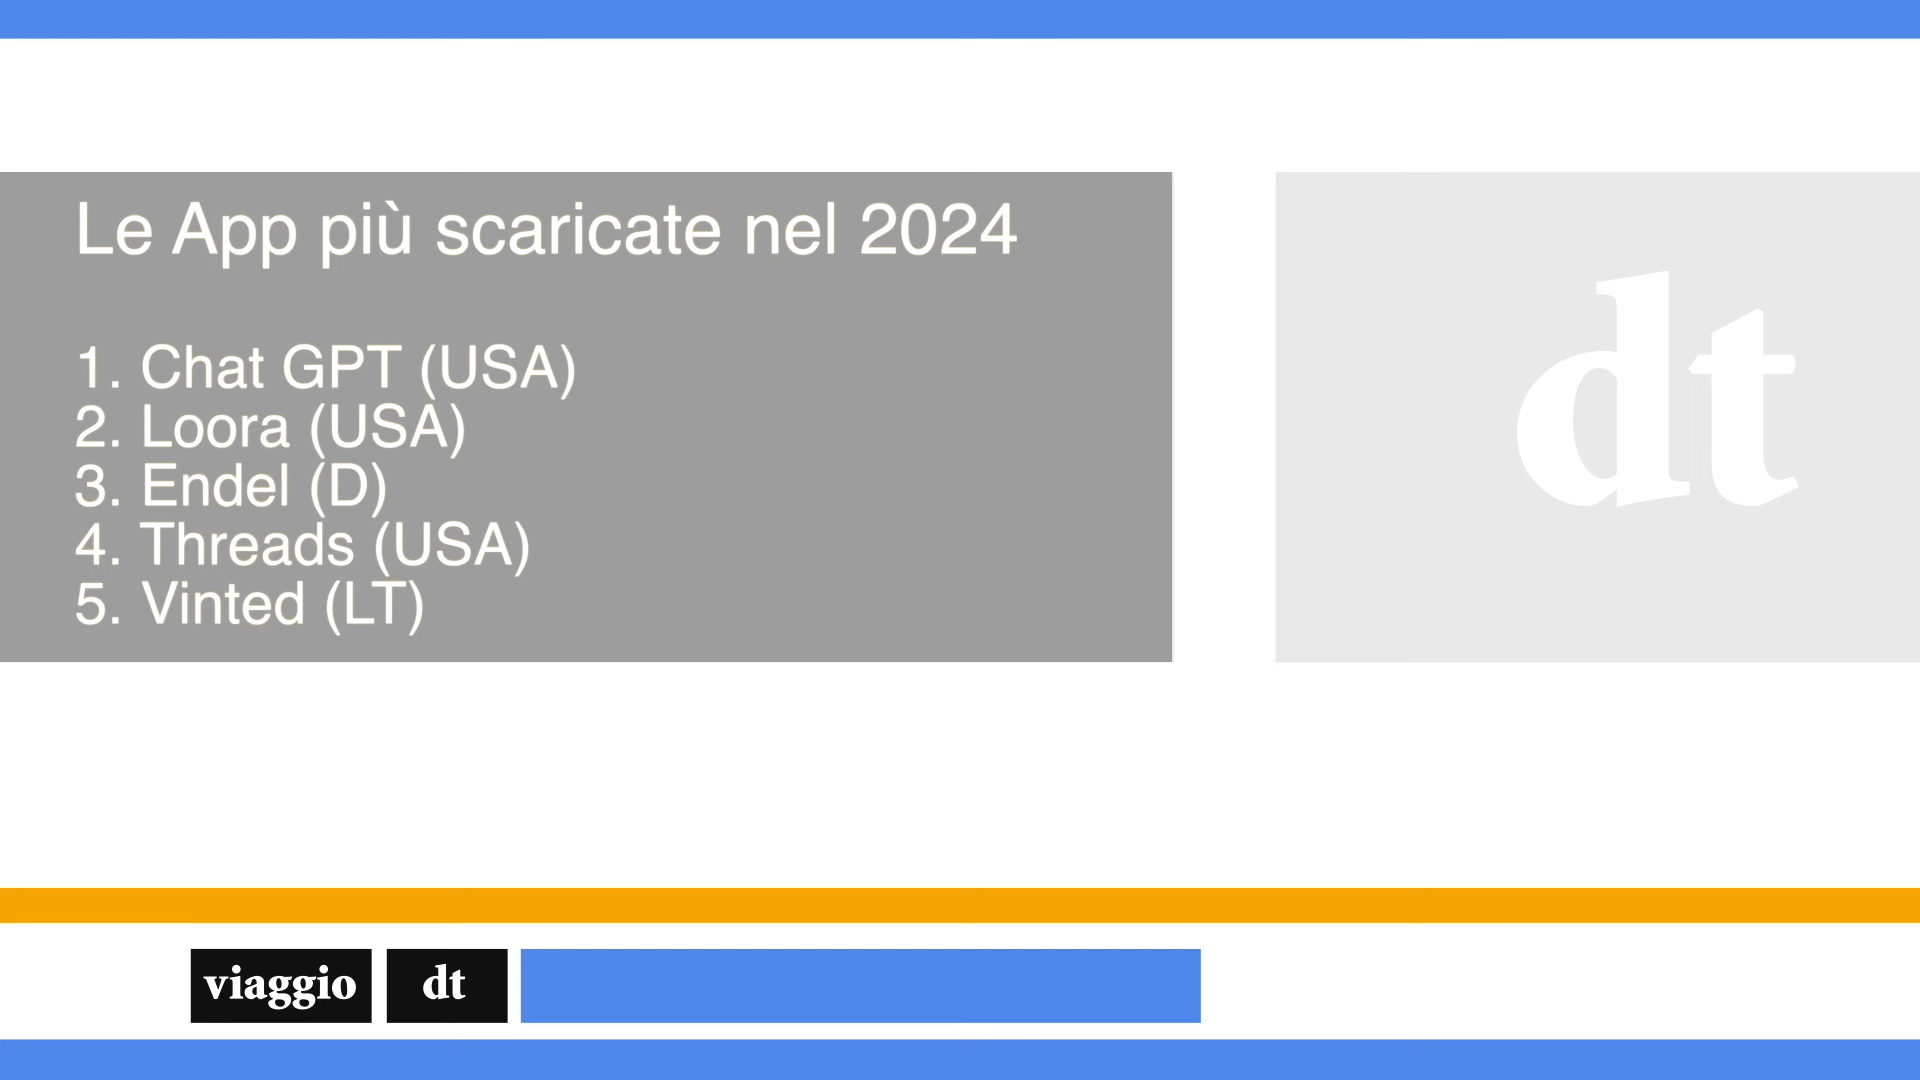 Le App più scaricate nel 2024
1. Chat GPT (USA)
2. Loora (USA)
3. Endel (D)
4. Threads (USA)
5. Vinted (LT)
dt
viaggio
dt